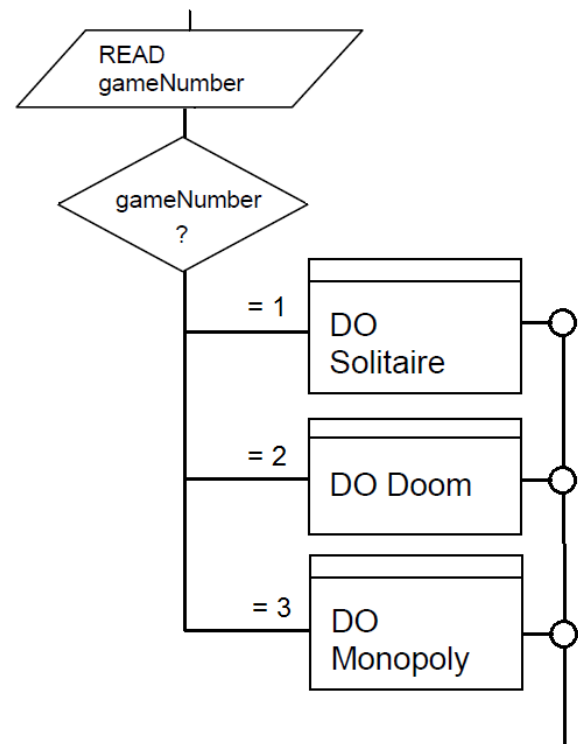 READ
gameNumber
gameNumber
?
= 1
DO
Solitaire
= 2
DO Doom
= 3
DO
Monopoly